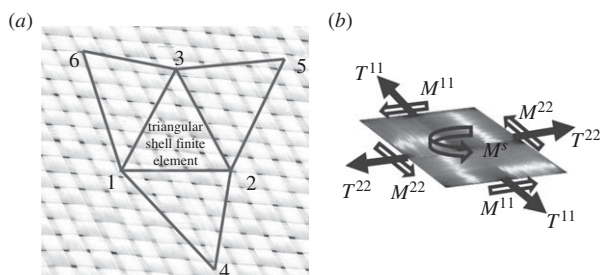 (a)
6
3
5
triangular
shell finite
element
1
2
4
(b)
T¹¹
M¹¹
M²²
T²²
Mˢ
T²²
M²²
M¹¹
T¹¹